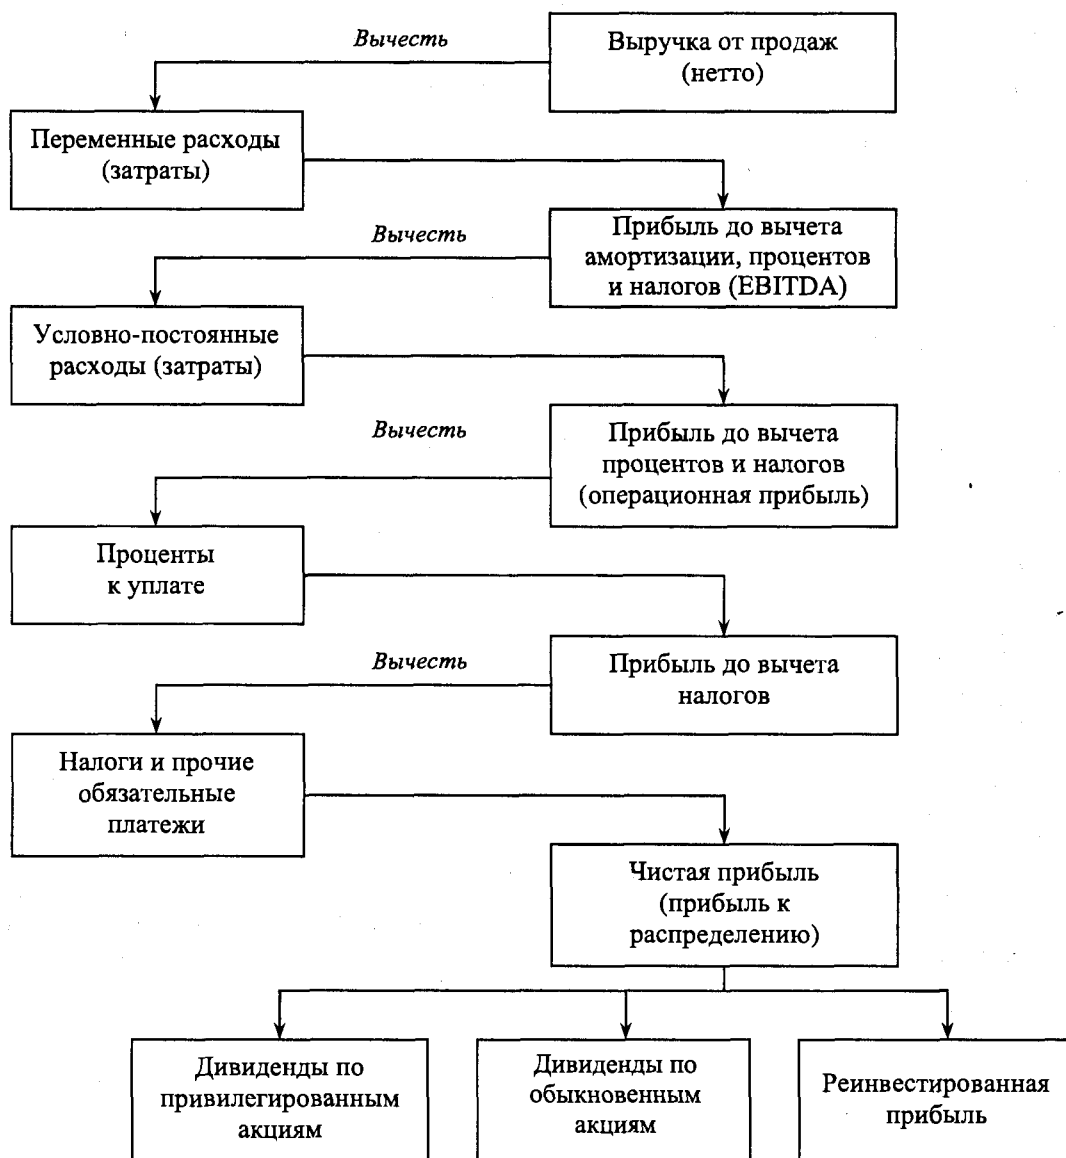 Вычесть
Выручка от продаж
(нетто)
Переменные расходы
(затраты)
Вычесть
Прибыль до вычета
амортизации, процентов
и налогов (EBITDA)
Условно-постоянные
расходы (затраты)
Вычесть
Прибыль до вычета
процентов и налогов
(операционная прибыль)
Проценты
к уплате
Вычесть
Прибыль до вычета
налогов
Налоги и прочие
обязательные
платежи
Чистая прибыль
(прибыль к
распределению)
Дивиденды по
привилегированным
акциям
Дивиденды по
обыкновенным
акциям
Реинвестированная
прибыль